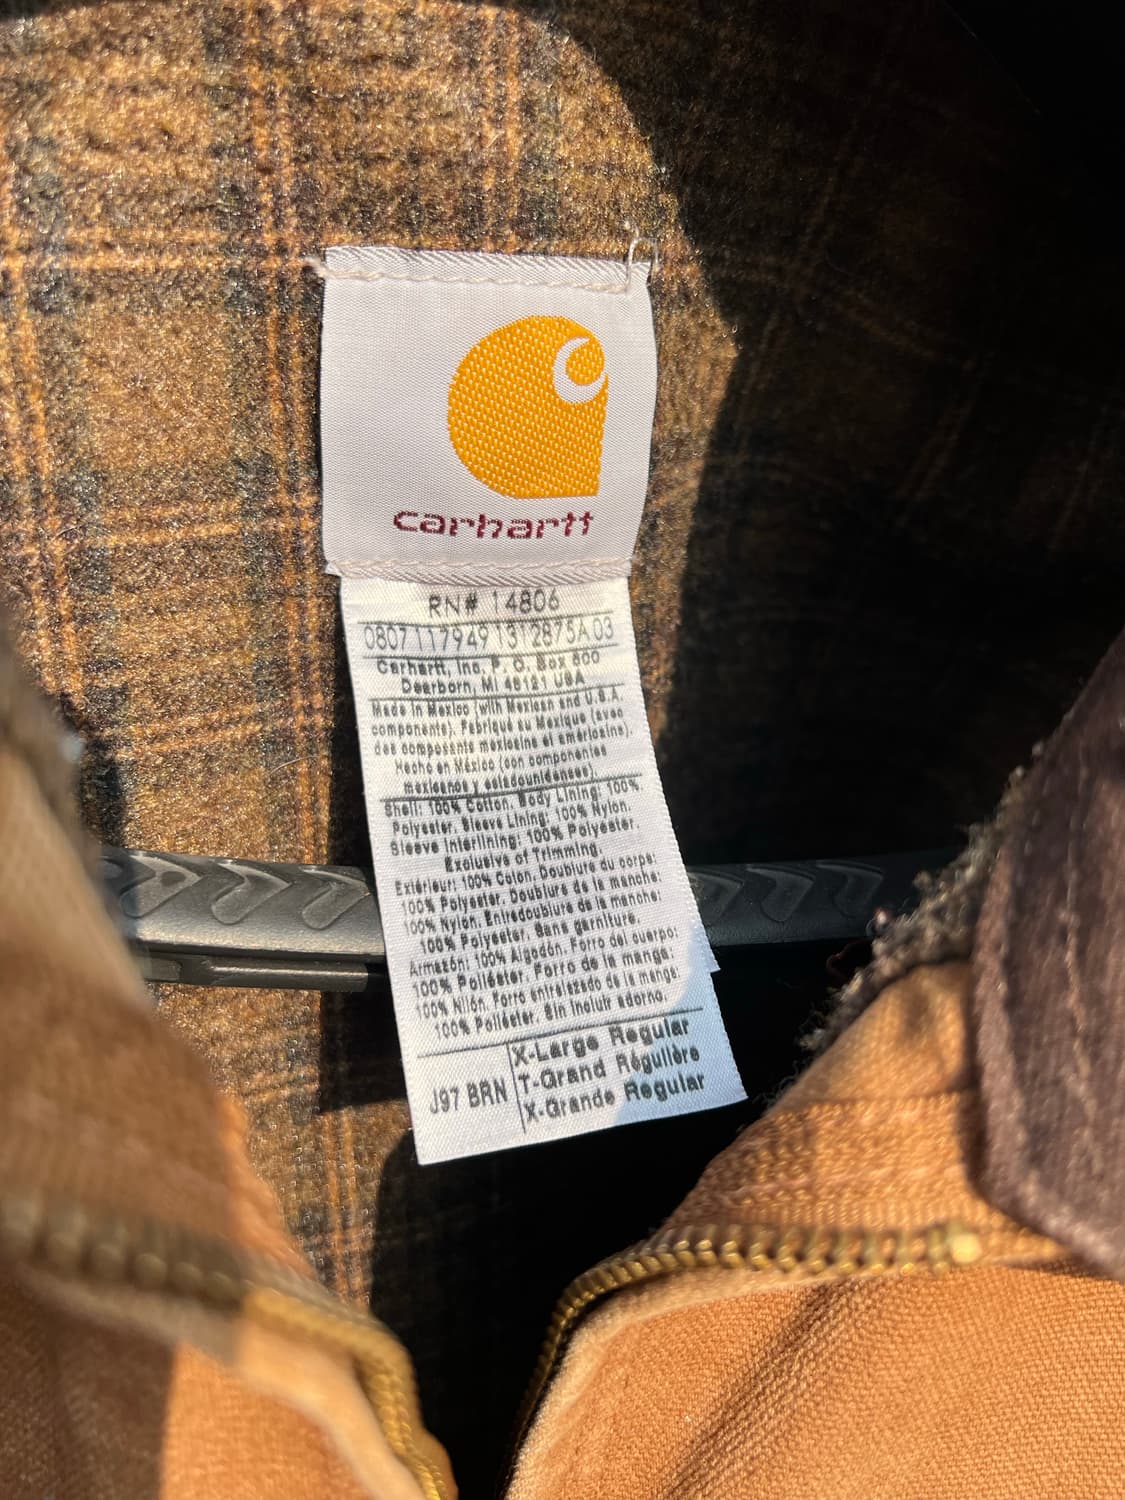 carhartt
RN# 14806
0807 117949 1312875A 03
Carhartt, Inc. P. O. Box 600
Dearborn, MI 48121 USA
Made in Mexico (with Mexican and U.S.A.
components). Fabriqué au Mexique (avec
des composants mexicains et américains).
Hecho en México (con componentes
mexicanos y estadounidenses).
Shell: 100% Cotton. Body Lining: 100%
Polyester. Sleeve Lining: 100% Nylon.
Sleeve Interlining: 100% Polyester.
Exclusive of Trimming.
Extérieur: 100% Coton. Doublure du corps:
100% Polyester. Doublure de la manche:
100% Nylon. Entredoublure de la manche:
100% Polyester. Sans garniture.
Armazón: 100% Algodón. Forro del cuerpo:
100% Poliéster. Forro de la manga:
100% Nilón. Forro entrelazado de la manga:
100% Poliéster. Sin incluir adorno.
J97 BRN
X-Large Regular
T-Grand Régulière
X-Grande Regular